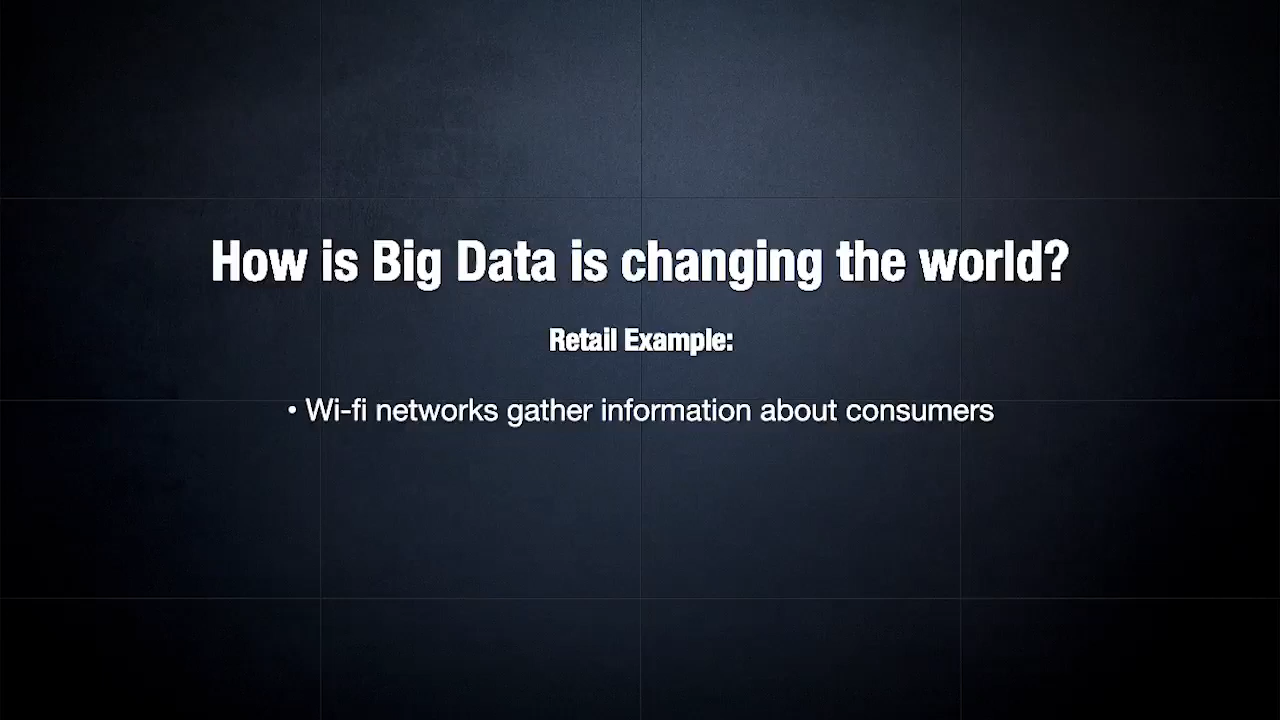 How is Big Data is changing the world?
Retail Example:
• Wi-fi networks gather information about consumers